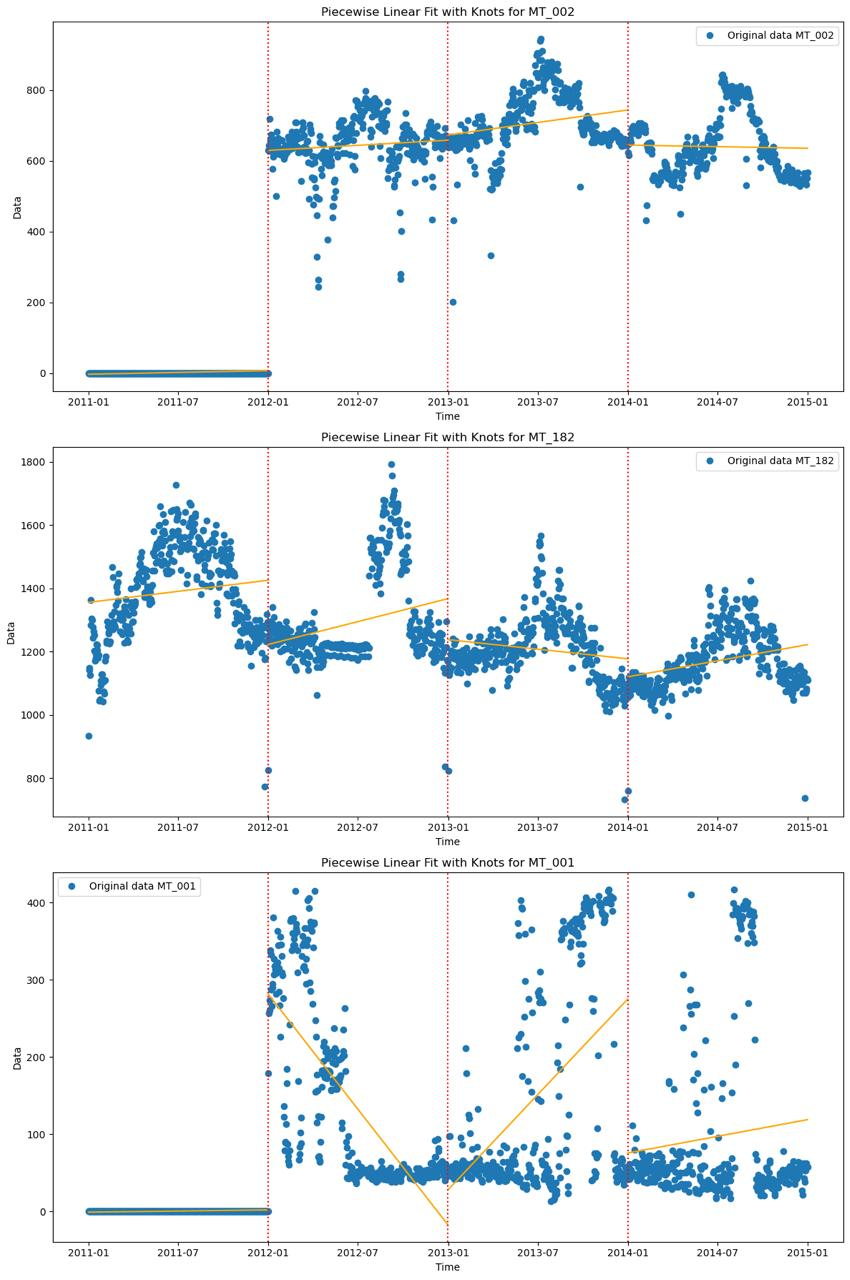 Piecewise Linear Fit with Knots for MT_002
Original data MT_002
800
600
400
200
0
Data
2011-01 2011-07 2012-01 2012-07 2013-01 2013-07 2014-01 2014-07 2015-01
Time
Piecewise Linear Fit with Knots for MT_182
Original data MT_182
1800
1600
1400
1200
1000
800
Data
2011-01 2011-07 2012-01 2012-07 2013-01 2013-07 2014-01 2014-07 2015-01
Time
Piecewise Linear Fit with Knots for MT_001
Original data MT_001
400
300
200
100
0
Data
2011-01 2011-07 2012-01 2012-07 2013-01 2013-07 2014-01 2014-07 2015-01
Time